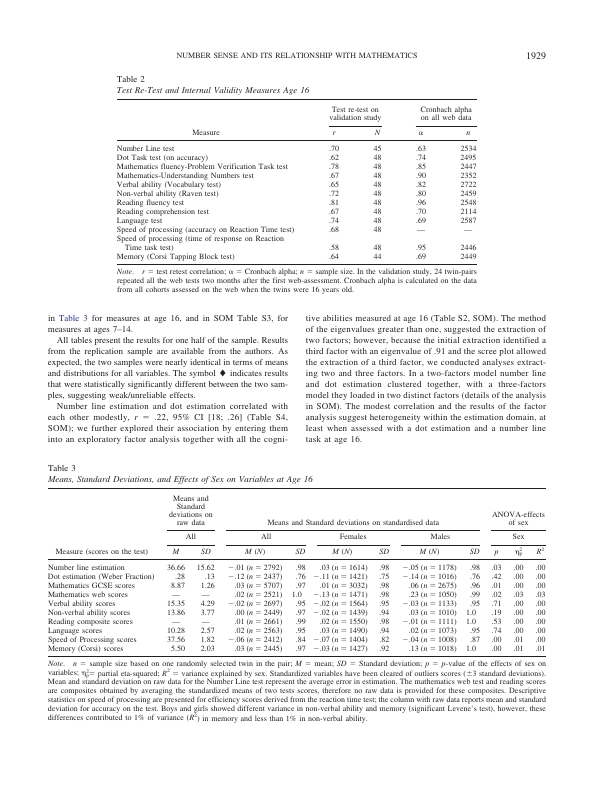 NUMBER SENSE AND ITS RELATIONSHIP WITH MATHEMATICS 1929
Table 2
Test Re-Test and Internal Validity Measures Age 16
Test re-test on Cronbach alpha
validation study on all web data
Measure r N α n
Number Line test .70 45 .63 2534
Dot Task test (on accuracy) .62 48 .74 2495
Mathematics fluency-Problem Verification Task test .78 48 .85 2447
Mathematics-Understanding Numbers test .67 48 .90 2352
Verbal ability (Vocabulary test) .65 48 .82 2722
Non-verbal ability (Raven test) .72 48 .80 2459
Reading fluency test .81 48 .96 2548
Reading comprehension test .67 48 .70 2114
Language test .74 48 .69 2587
Speed of processing (accuracy on Reaction Time test) .68 48 — —
Speed of processing (time of response on Reaction
Time task test) .58 48 .95 2446
Memory (Corsi Tapping Block test) .64 44 .69 2449
Note. r = test retest correlation; α = Cronbach alpha; n = sample size. In the validation study, 24 twin-pairs
repeated all the web tests two months after the first web-assessment. Cronbach alpha is calculated on the data
from all cohorts assessed on the web when the twins were 16 years old.
in Table 3 for measures at age 16, and in SOM Table S3, for
measures at ages 7–14.
All tables present the results for one half of the sample. Results
from the replication sample are available from the authors. As
expected, the two samples were nearly identical in terms of means
and distributions for all variables. The symbol ♦ indicates results
that were statistically significant different between the two sam-
ples, suggesting weak/unreliable effects.
Number line estimation and dot estimation correlated with
each other modestly, r = .22, 95% CI [18; .26] (Table S4,
SOM); we further explored their association by entering them
into an exploratory factor analysis together with all the cogni-
tive abilities measured at age 16 (Table S2, SOM). The method
of the eigenvalues greater than one, suggested the extraction of
two factors; however, because the initial extraction identified a
third factor with an eigenvalue of .91 and the scree plot allowed
the extraction of a third factor, we conducted analyses extract-
ing two and three factors. In a two-factors model number line
and dot estimation clustered together, with a three-factors
model they loaded in two distinct factors (details of the analysis
in SOM). The modest correlation and the results of the factor
analysis suggest heterogeneity within the estimation domain, at
least when assessed with a dot estimation and a number line
task at age 16.
Table 3
Means, Standard Deviations, and Effects of Sex on Variables at Age 16
Means and
Standard
deviations on ANOVA-effects
raw data Means and Standard deviations on standardised data of sex
All All Females Males Sex
Measure (scores on the test) M SD M (N) SD M (N) SD M (N) SD p η²p R²
Number line estimation 36.66 15.62 −.01 (n = 2792) .98 .03 (n = 1614) .98 −.05 (n = 1178) .98 .03 .00 .00
Dot estimation (Weber Fraction) .28 .13 −.12 (n = 2437) .76 −.11 (n = 1421) .75 −.14 (n = 1016) .76 .42 .00 .00
Mathematics GCSE scores 8.87 1.26 .03 (n = 5707) .97 .01 (n = 3032) .98 .06 (n = 2675) .96 .01 .00 .00
Mathematics web scores — — .02 (n = 2521) 1.0 −.13 (n = 1471) .98 .23 (n = 1050) .99 .02 .03 .03
Verbal ability scores 15.35 4.29 −.02 (n = 2697) .95 −.02 (n = 1564) .95 −.03 (n = 1133) .95 .71 .00 .00
Non-verbal ability scores 13.86 3.77 .00 (n = 2449) .97 −.02 (n = 1439) .94 .03 (n = 1010) 1.0 .19 .00 .00
Reading composite scores — — .01 (n = 2661) .99 .02 (n = 1550) .98 −.01 (n = 1111) 1.0 .53 .00 .00
Language scores 10.28 2.57 .02 (n = 2563) .95 .03 (n = 1490) .94 .02 (n = 1073) .95 .74 .00 .00
Speed of Processing scores 37.56 1.82 −.06 (n = 2412) .84 −.07 (n = 1404) .82 −.04 (n = 1008) .87 .00 .01 .00
Memory (Corsi) scores 5.50 2.03 .03 (n = 2445) .97 −.03 (n = 1427) .92 .13 (n = 1018) 1.0 .00 .01 .01
Note. n = sample size based on one randomly selected twin in the pair; M = mean; SD = Standard deviation; p = p-value of the effects of sex on
variables; η²p= partial eta-squared; R² = variance explained by sex. Standardized variables have been cleared of outliers scores (±3 standard deviations).
Mean and standard deviation on raw data for the Number Line test represent the average error in estimation. The mathematics web test and reading scores
are composites obtained by averaging the standardized means of two tests scores, therefore no raw data is provided for these composites. Descriptive
statistics on speed of processing are presented for efficiency scores derived from the reaction time test; the column with raw data reports mean and standard
deviation for accuracy on the test. Boys and girls showed different variance in non-verbal ability and memory (significant Levene's test), however, these
differences contributed to 1% of variance (R²) in memory and less than 1% in non-verbal ability.